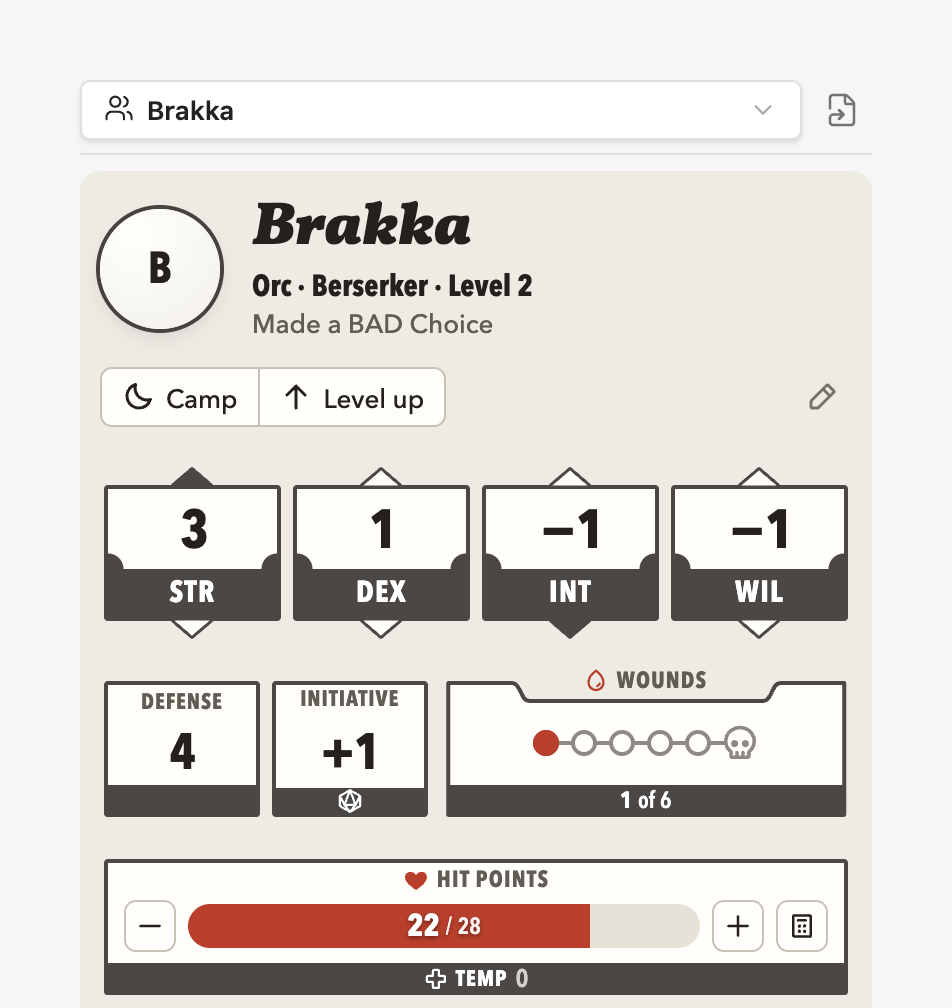 Brakka
B
Brakka
Orc · Berserker · Level 2
Made a BAD Choice
Camp
Level up
3
1
−1
−1
STR
DEX
INT
WIL
WOUNDS
DEFENSE
INITIATIVE
4
+1
1 of 6
HIT POINTS
22 / 28
TEMP 0